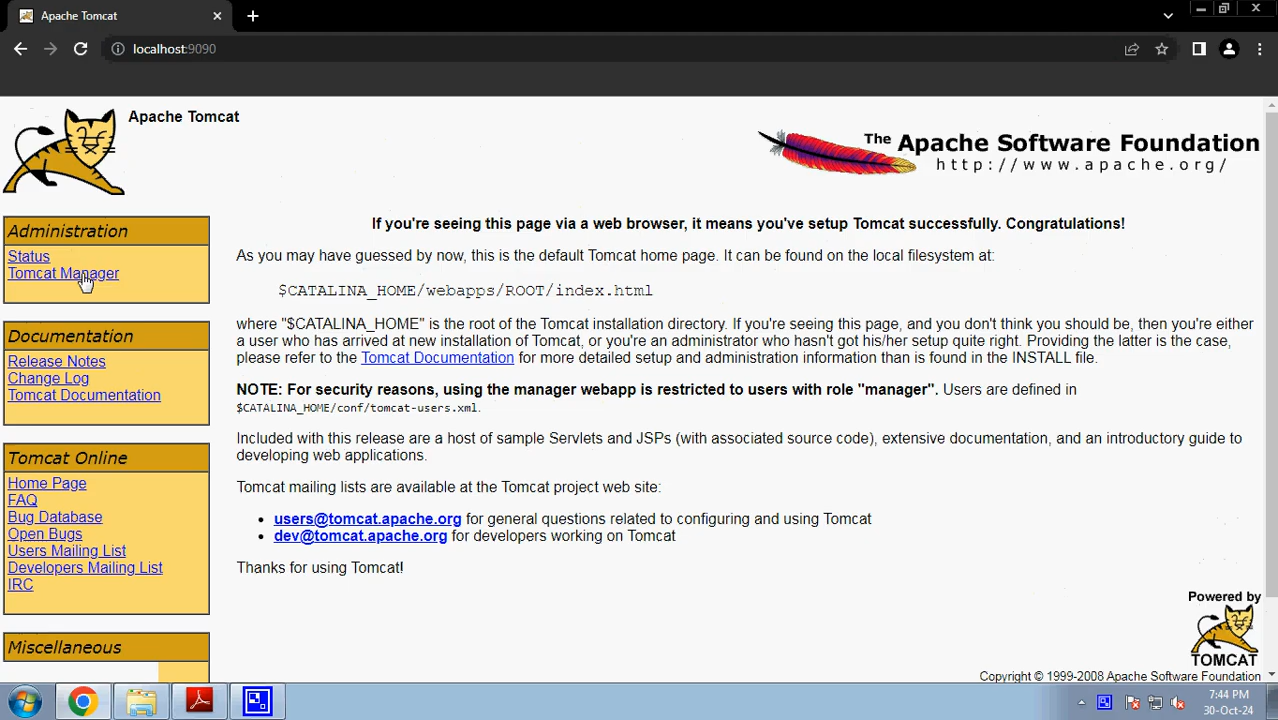 Apache Tomcat
localhost:9090
Apache Tomcat
The Apache Software Foundation
http://www.apache.org/
Administration
Status
Tomcat Manager
Documentation
Release Notes
Change Log
Tomcat Documentation
Tomcat Online
Home Page
FAQ
Bug Database
Open Bugs
Users Mailing List
Developers Mailing List
IRC
Miscellaneous
If you're seeing this page via a web browser, it means you've setup Tomcat successfully. Congratulations!
As you may have guessed by now, this is the default Tomcat home page. It can be found on the local filesystem at:
$CATALINA_HOME/webapps/ROOT/index.html
where "$CATALINA_HOME" is the root of the Tomcat installation directory. If you're seeing this page, and you don't think you should be, then you're either
a user who has arrived at new installation of Tomcat, or you're an administrator who hasn't got his/her setup quite right. Providing the latter is the case,
please refer to the Tomcat Documentation for more detailed setup and administration information than is found in the INSTALL file.
NOTE: For security reasons, using the manager webapp is restricted to users with role "manager". Users are defined in
$CATALINA_HOME/conf/tomcat-users.xml.
Included with this release are a host of sample Servlets and JSPs (with associated source code), extensive documentation, and an introductory guide to
developing web applications.
Tomcat mailing lists are available at the Tomcat project web site:
• users@tomcat.apache.org for general questions related to configuring and using Tomcat
• dev@tomcat.apache.org for developers working on Tomcat
Thanks for using Tomcat!
Powered by
TOMCAT
Copyright © 1999-2008 Apache Software Foundation
7:44 PM
30-Oct-24